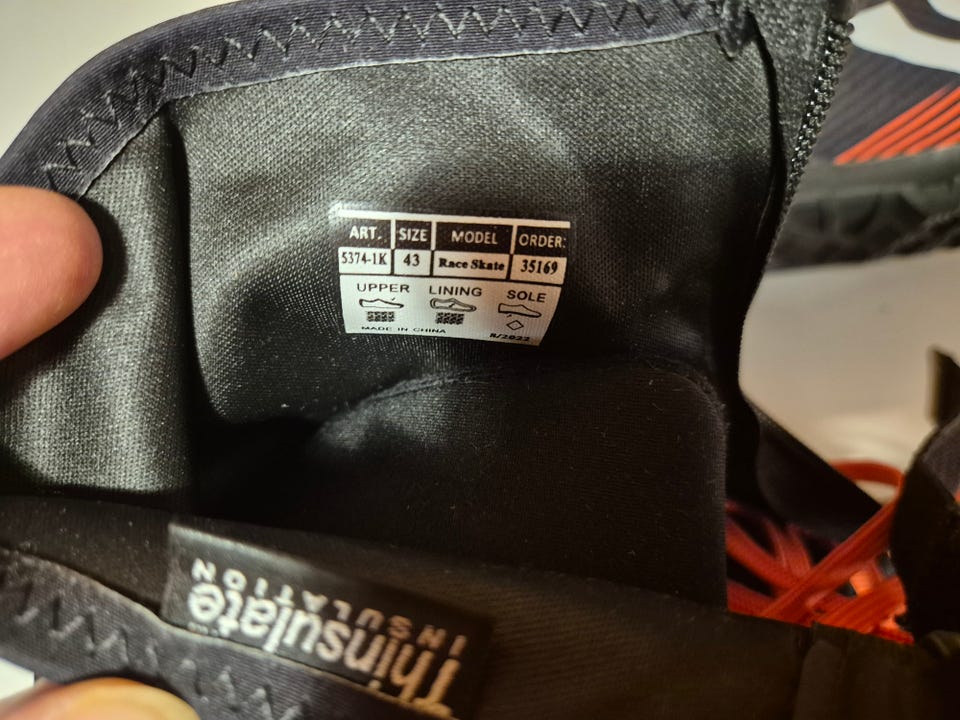 ART. SIZE MODEL ORDER:
5374-1K 43 Race Skate 35169
UPPER LINING SOLE
MADE IN CHINA 8/2022
Thinsulate
INSULATION